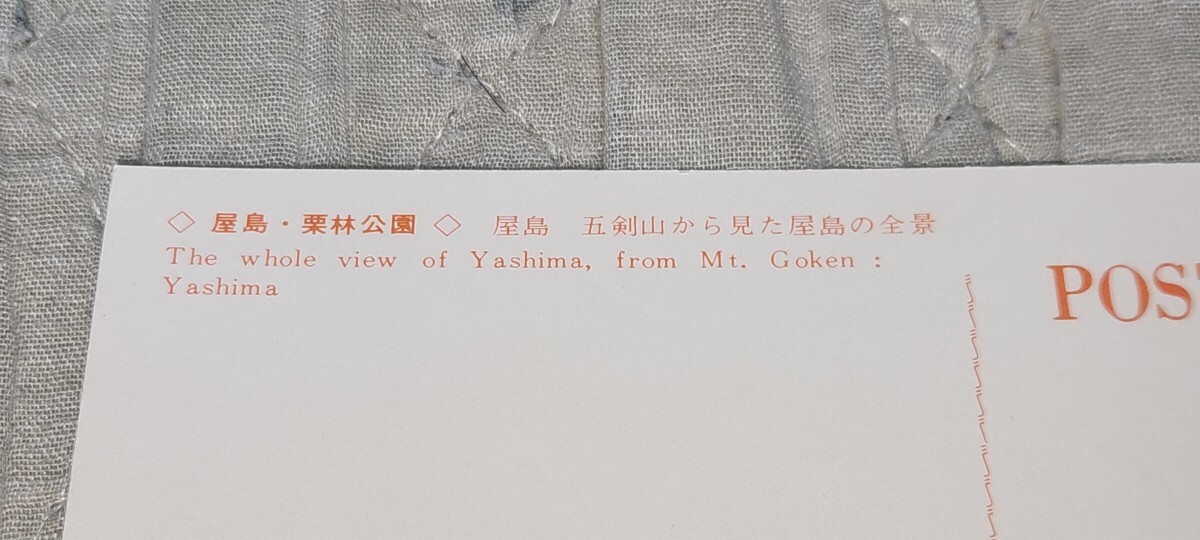 ◇ 屋島・栗林公園 ◇　屋島　五剣山から見た屋島の全景
The whole view of Yashima, from Mt. Goken :
Yashima
POS